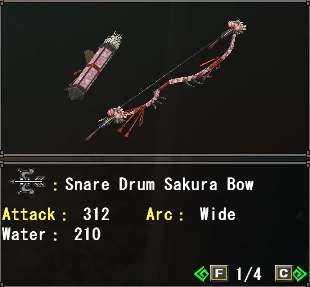 : Snare Drum Sakura Bow
Attack : 312 Arc : Wide
Water : 210
F 1/4 C